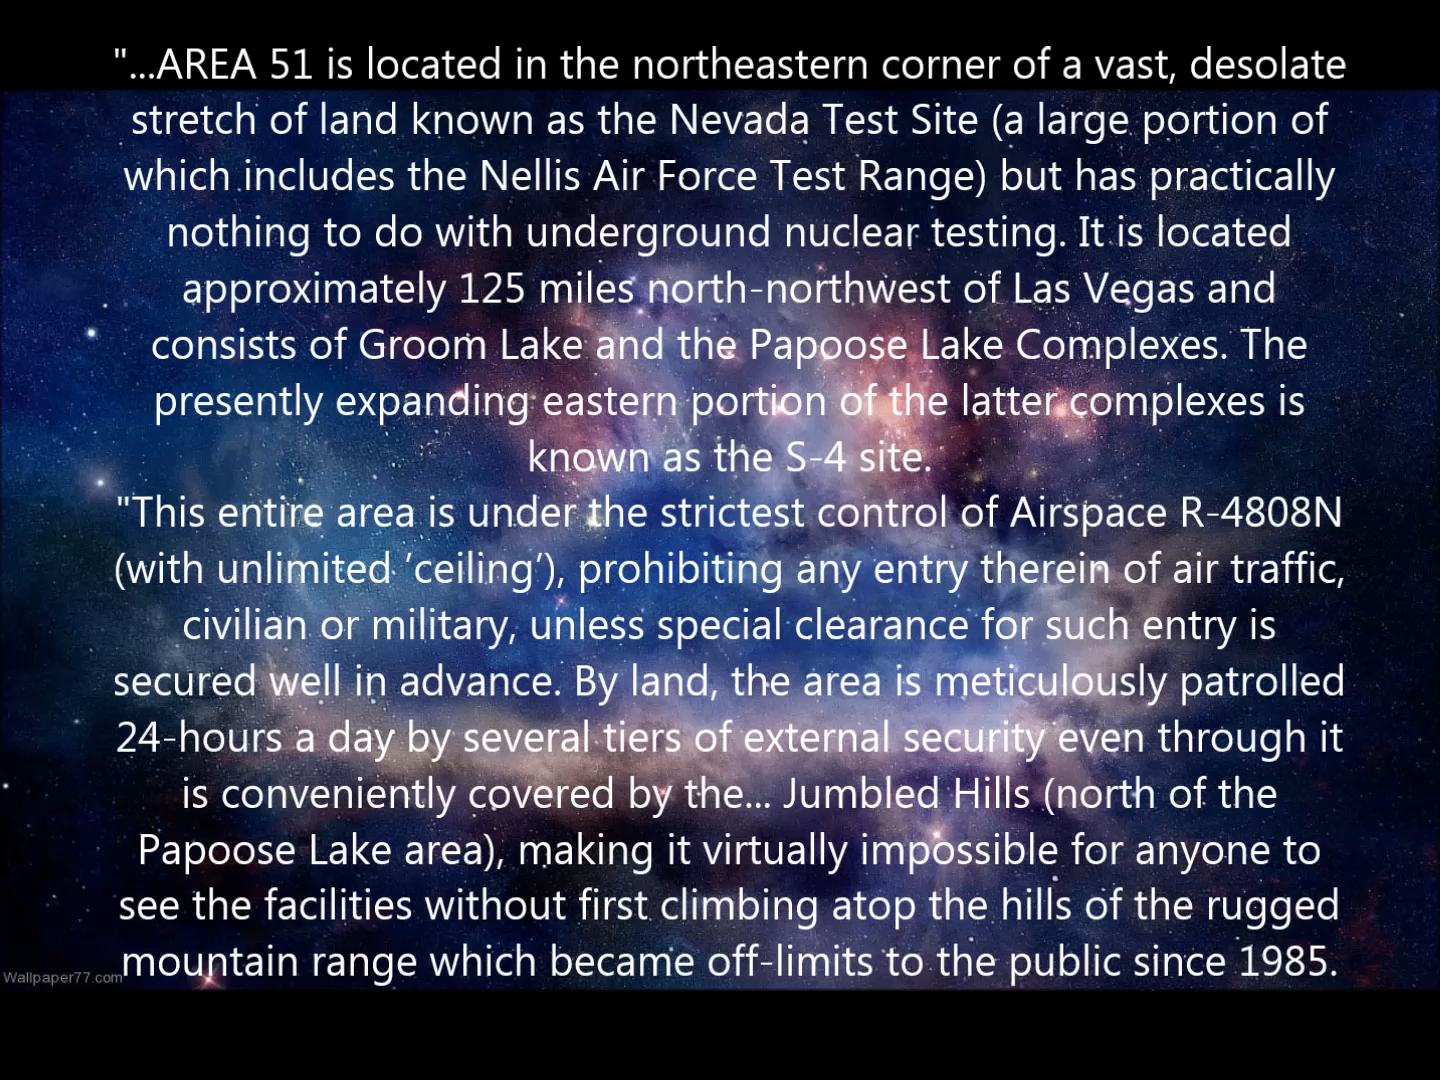 "...AREA 51 is located in the northeastern corner of a vast, desolate
stretch of land known as the Nevada Test Site (a large portion of
which includes the Nellis Air Force Test Range) but has practically
nothing to do with underground nuclear testing. It is located
approximately 125 miles north-northwest of Las Vegas and
consists of Groom Lake and the Papoose Lake Complexes. The
presently expanding eastern portion of the latter complexes is
known as the S-4 site.
"This entire area is under the strictest control of Airspace R-4808N
(with unlimited ‘ceiling’), prohibiting any entry therein of air traffic,
civilian or military, unless special clearance for such entry is
secured well in advance. By land, the area is meticulously patrolled
24-hours a day by several tiers of external security even through it
is conveniently covered by the... Jumbled Hills (north of the
Papoose Lake area), making it virtually impossible for anyone to
see the facilities without first climbing atop the hills of the rugged
mountain range which became off-limits to the public since 1985.
Wallpaper77.com